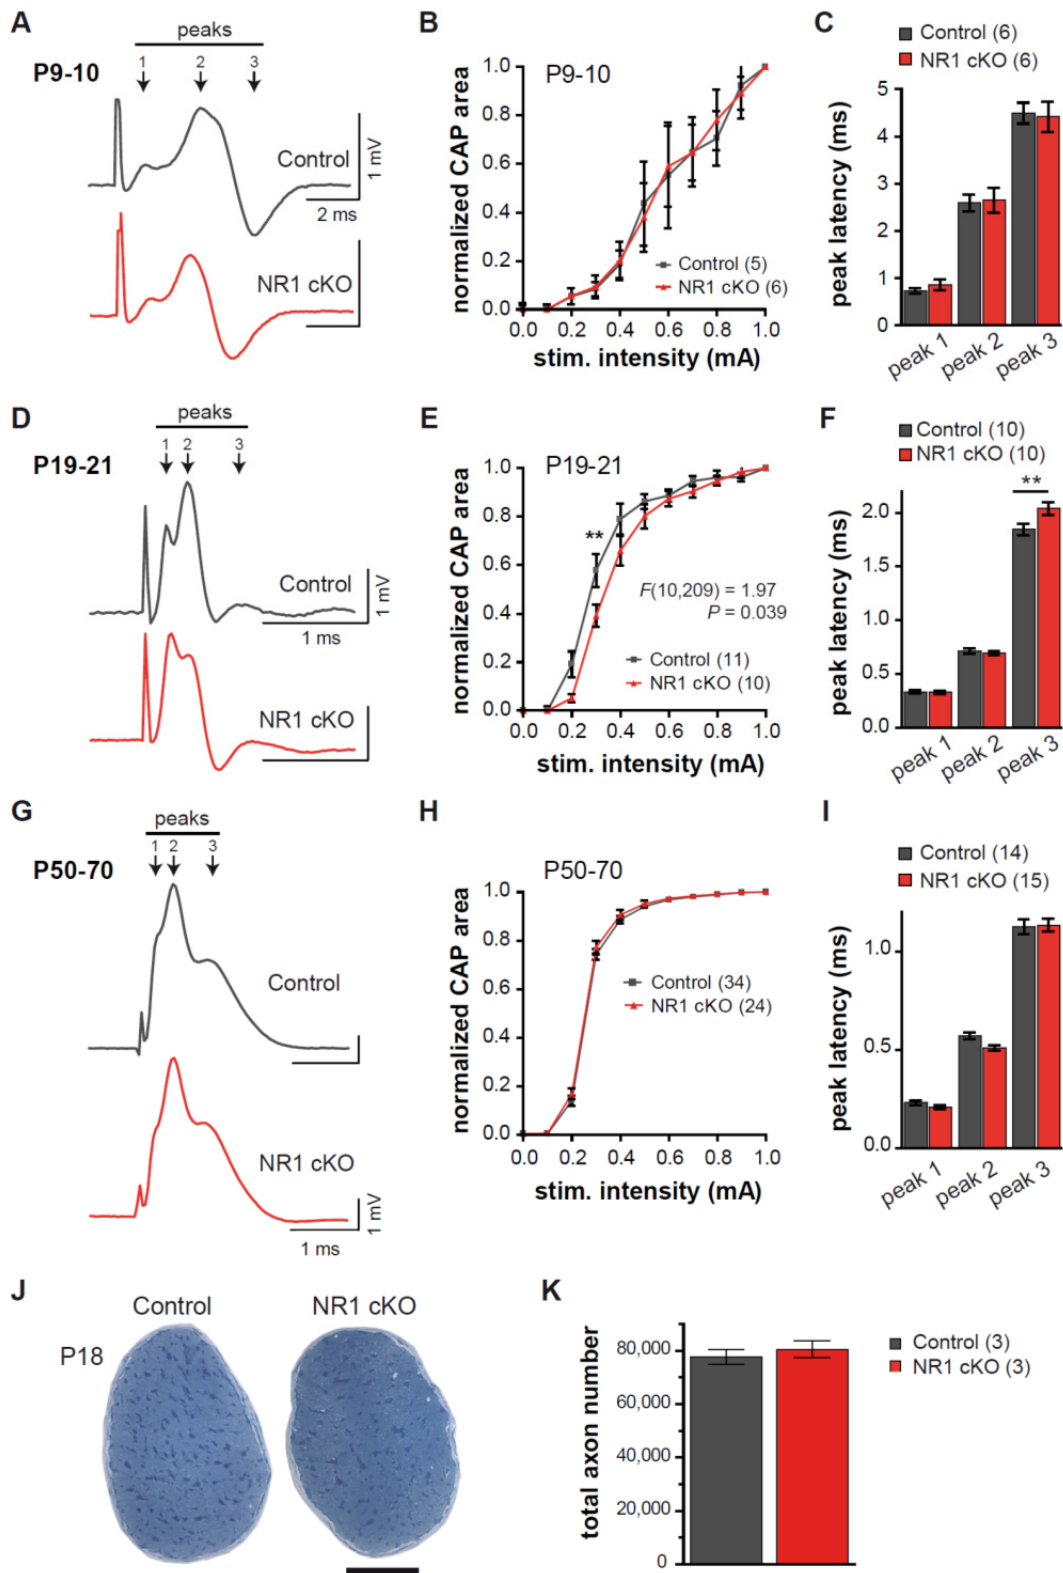 A
peaks
1 2 3
P9-10
Control
1 mV
2 ms
NR1 cKO
B
P9-10
normalized CAP area
1.0
0.8
0.6
0.4
0.2
0.0
Control (5)
NR1 cKO (6)
0.0 0.2 0.4 0.6 0.8 1.0
stim. intensity (mA)
C
Control (6)
NR1 cKO (6)
peak latency (ms)
5
4
3
2
1
0
peak 1 peak 2 peak 3
D
peaks
1 2 3
P19-21
Control
1 mV
1 ms
NR1 cKO
E
P19-21
normalized CAP area
1.0
0.8
0.6
0.4
0.2
0.0
**
F(10,209) = 1.97
P = 0.039
Control (11)
NR1 cKO (10)
0.0 0.2 0.4 0.6 0.8 1.0
stim. intensity (mA)
F
Control (10)
NR1 cKO (10)
**
peak latency (ms)
2.0
1.5
1.0
0.5
0.0
peak 1 peak 2 peak 3
G
peaks
1 2 3
P50-70
Control
NR1 cKO
1 mV
1 ms
H
P50-70
normalized CAP area
1.0
0.8
0.6
0.4
0.2
0.0
Control (34)
NR1 cKO (24)
0.0 0.2 0.4 0.6 0.8 1.0
stim. intensity (mA)
I
Control (14)
NR1 cKO (15)
peak latency (ms)
1.0
0.5
0.0
peak 1 peak 2 peak 3
J
Control NR1 cKO
P18
K
total axon number
80,000
60,000
40,000
20,000
0
Control (3)
NR1 cKO (3)